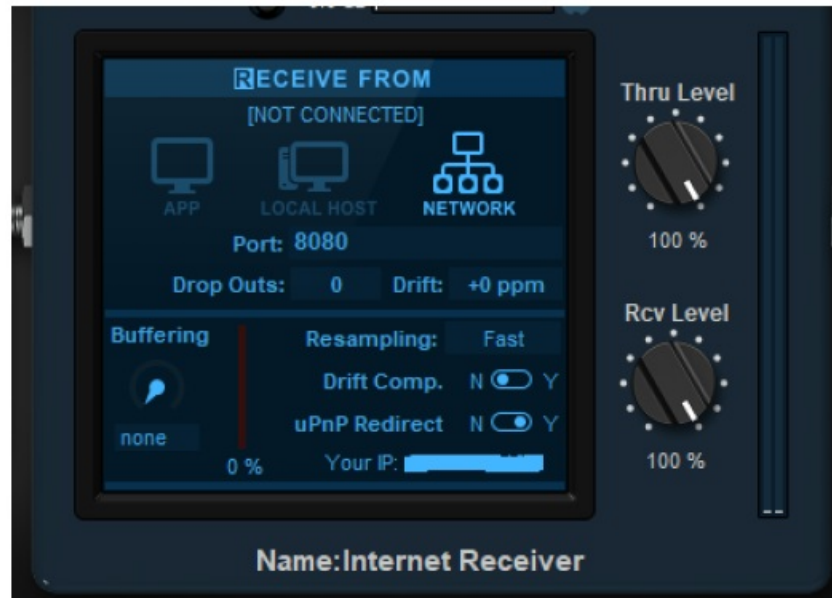 RECEIVE FROM
[NOT CONNECTED]
APP LOCAL HOST NETWORK
Port: 8080
Drop Outs: 0 Drift: +0 ppm
Buffering
none
0 %
Resampling: Fast
Drift Comp. N Y
uPnP Redirect N Y
Your IP:
Thru Level
100 %
Rcv Level
100 %
Name:Internet Receiver